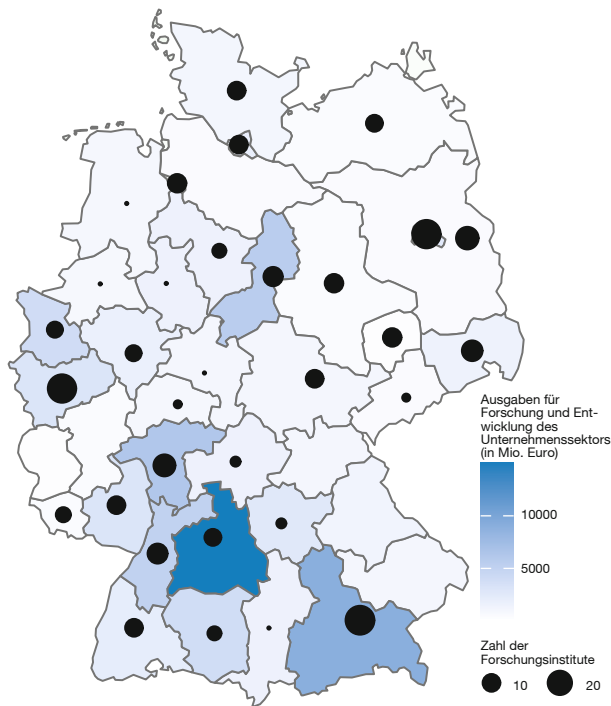 Ausgaben für
Forschung und Ent-
wicklung des
Unternehmenssektors
(in Mio. Euro)
10000
5000
Zahl der
Forschungsinstitute
10 20